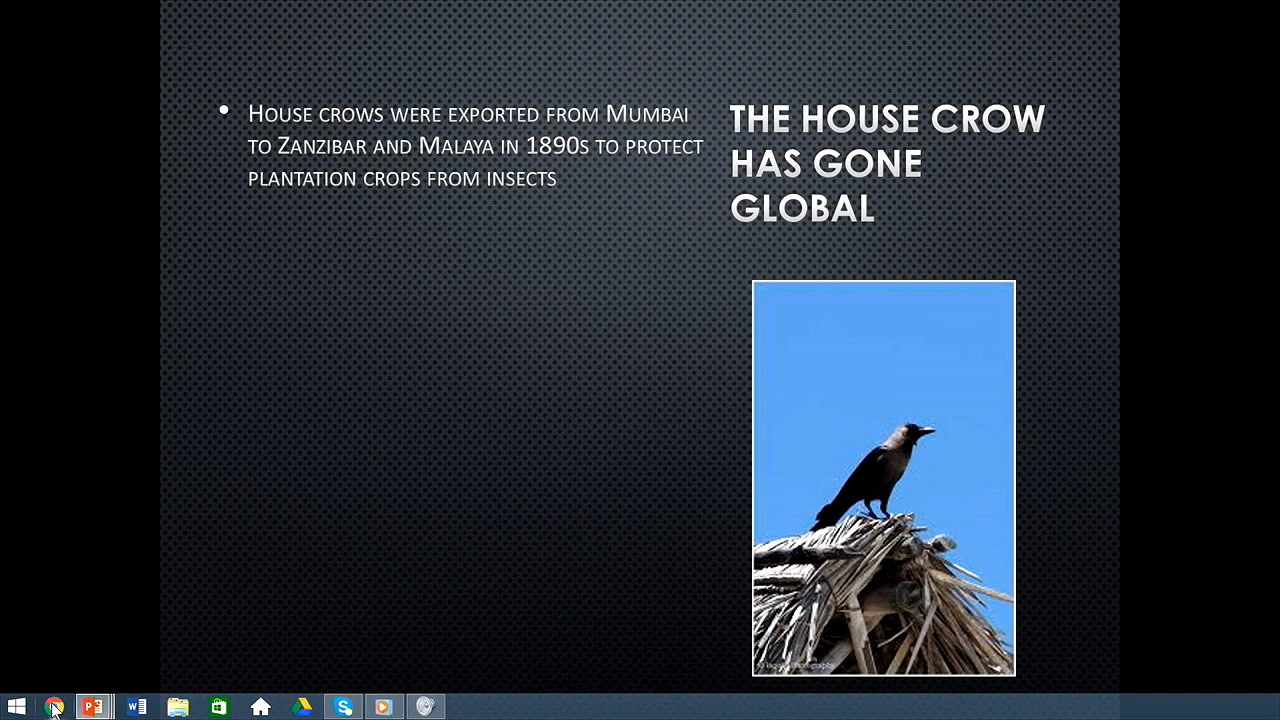 House crows were exported from Mumbai
to Zanzibar and Malaya in 1890s to protect
plantation crops from insects
THE HOUSE CROW
HAS GONE
GLOBAL